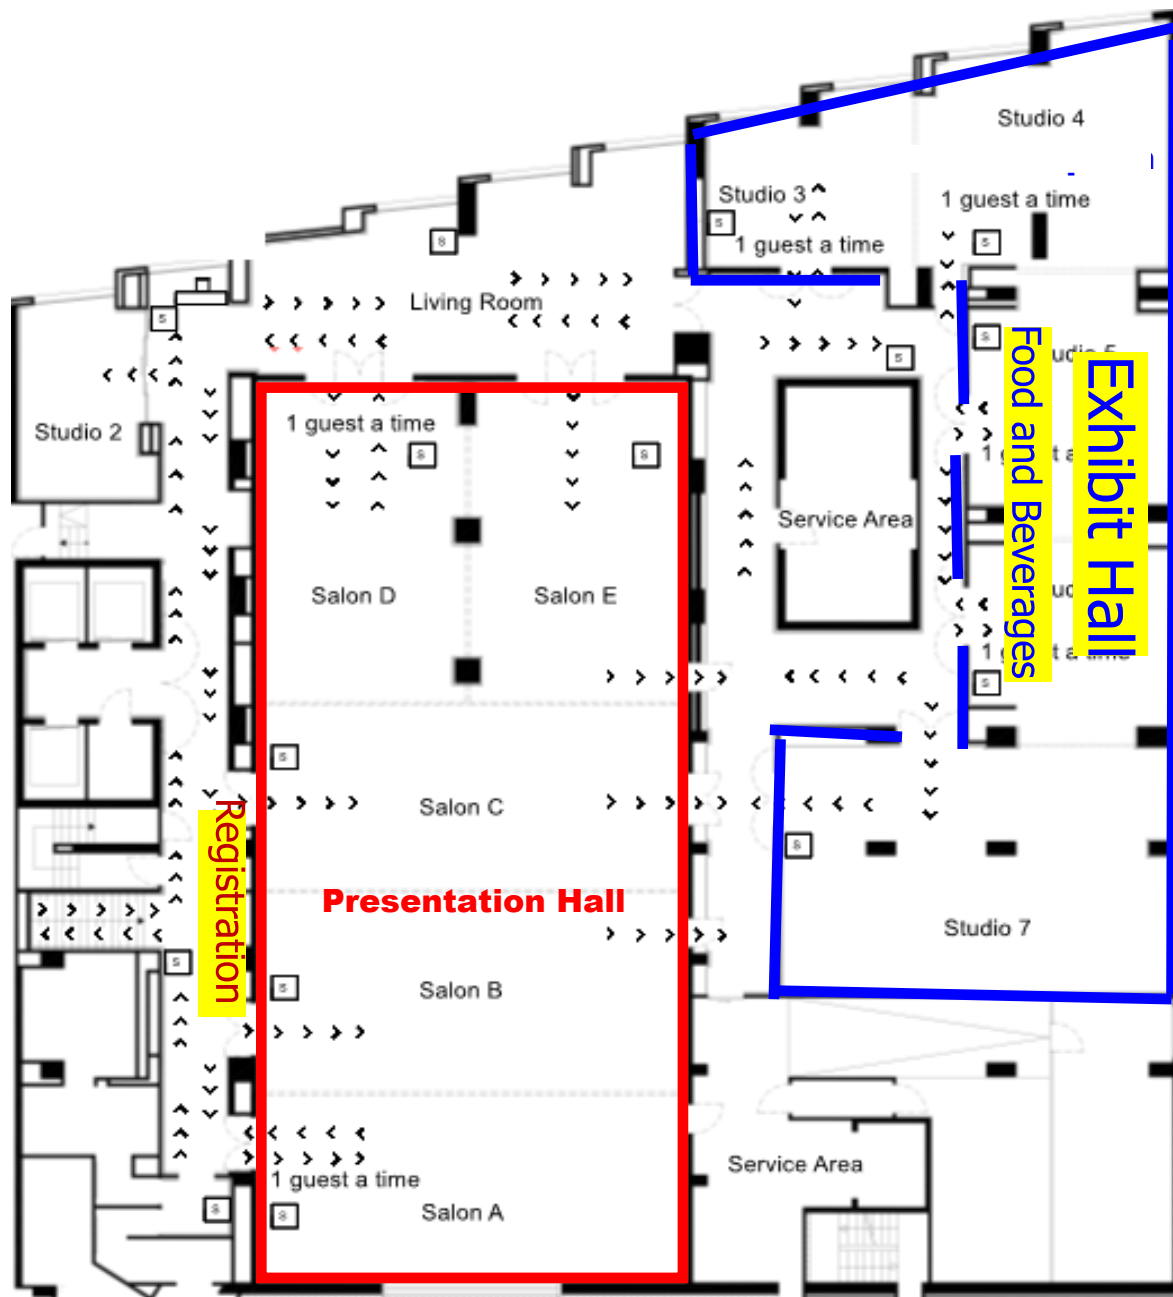 Studio 4
Studio 3
1 guest a time
1 guest a time
S
S
S
Living Room
S
S
S
Studio 2
1 guest a time
S
S
Exhibit Hall
Food and Beverages
Service Area
Salon D
Salon E
S
S
Salon C
Registration
S
Presentation Hall
Studio 7
S
Salon B
S
Service Area
1 guest a time
Salon A
S
S